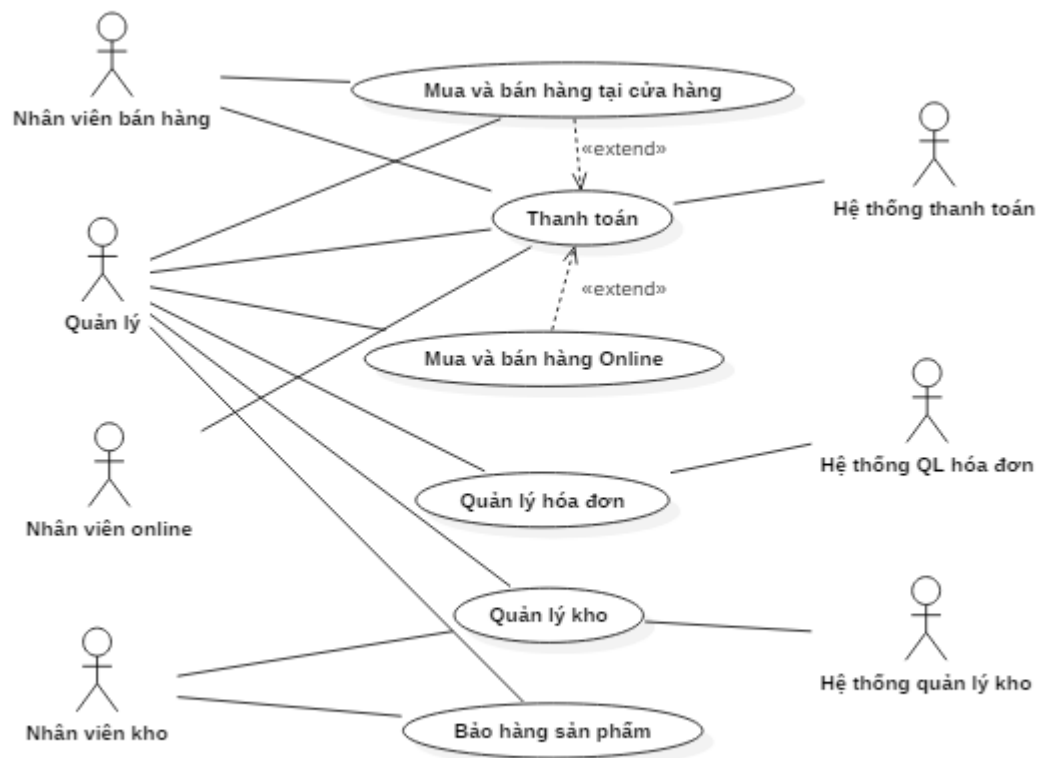 Nhân viên bán hàng
Mua và bán hàng tại cửa hàng
«extend»
Hệ thống thanh toán
Thanh toán
Quản lý
«extend»
Mua và bán hàng Online
Hệ thống QL hóa đơn
Quản lý hóa đơn
Nhân viên online
Quản lý kho
Hệ thống quản lý kho
Nhân viên kho
Bảo hàng sản phẩm